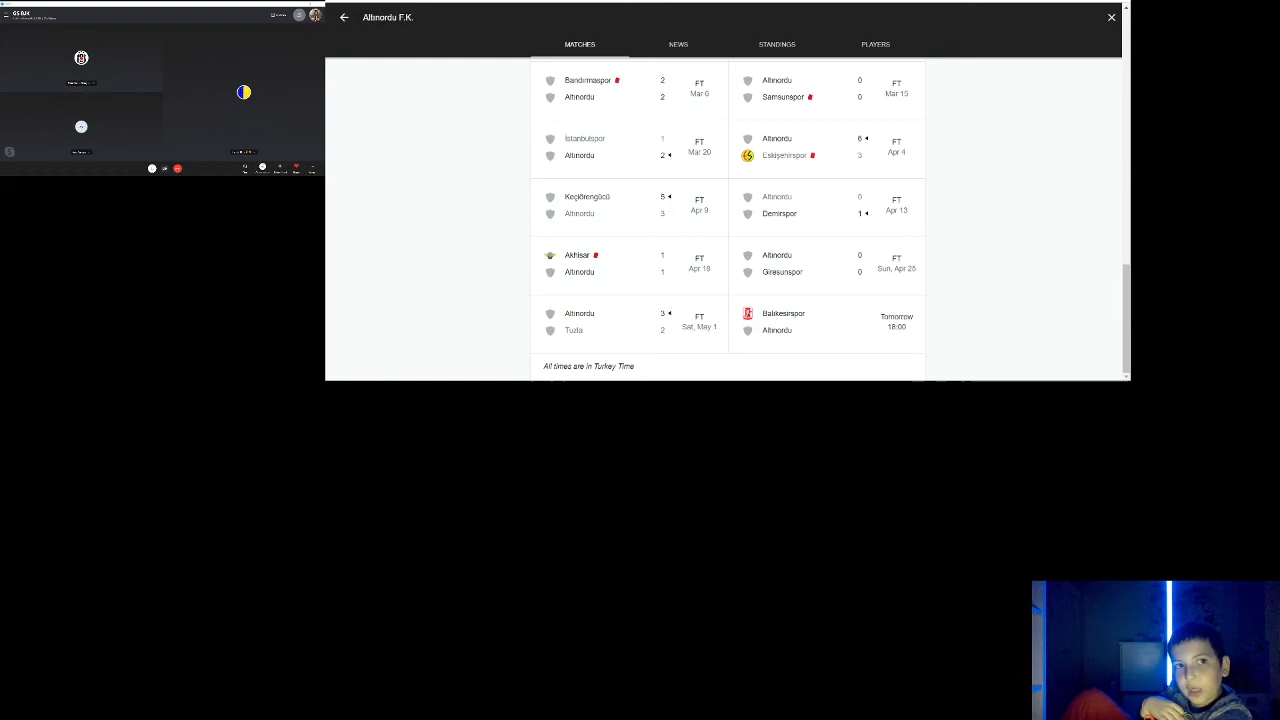 GS BJK
Altınordu F.K.
MATCHES
NEWS
STANDINGS
PLAYERS
Bandırmaspor 2
Altınordu 2
FT
Mar 6
Altınordu 0
Samsunspor 0
FT
Mar 15
İstanbulspor 1
Altınordu 2
FT
Mar 20
Altınordu 6
Eskişehirspor 3
FT
Apr 4
Keçiörengücü 5
Altınordu 3
FT
Apr 9
Altınordu 0
Demirspor 1
FT
Apr 13
Akhisar 1
Altınordu 1
FT
Apr 18
Altınordu 0
Giresunspor 0
FT
Sun, Apr 25
Altınordu 3
Tuzla 2
FT
Sat, May 1
Balıkesirspor
Altınordu
Tomorrow
18:00
All times are in Turkey Time